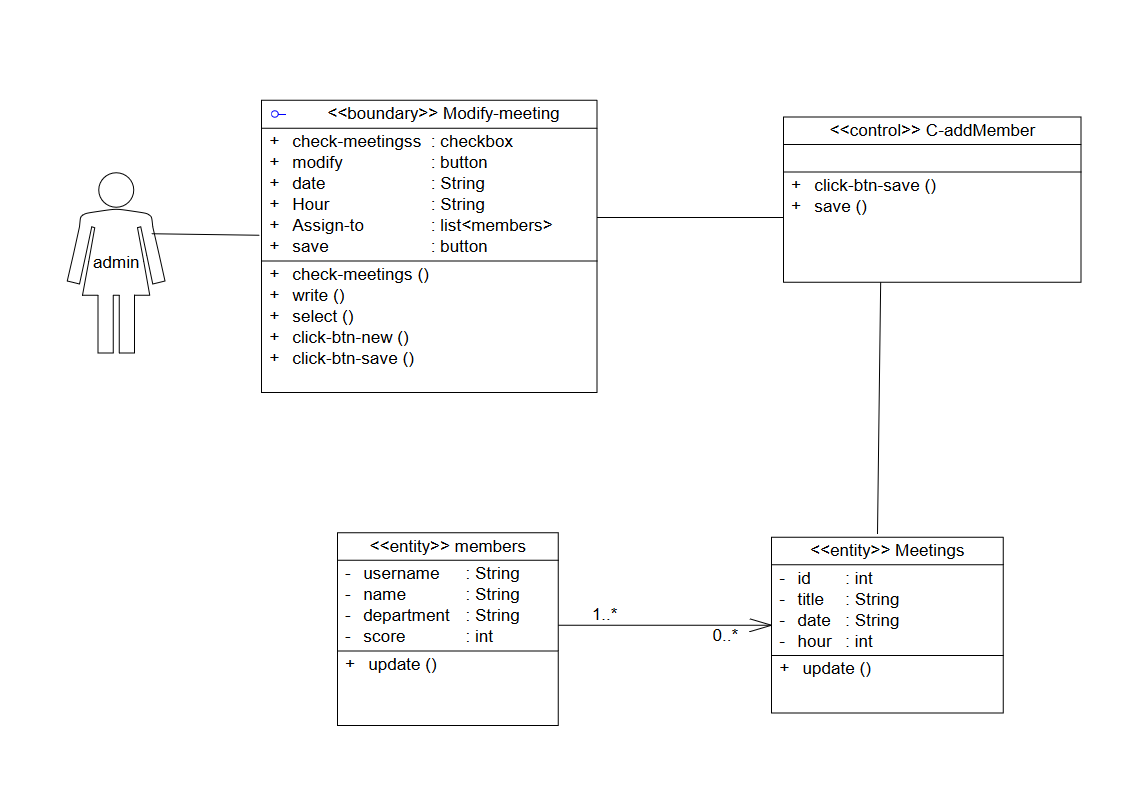 <<boundary>> Modify-meeting
+ check-meetingss : checkbox
+ modify : button
+ date : String
+ Hour : String
+ Assign-to : list<members>
+ save : button
+ check-meetings ()
+ write ()
+ select ()
+ click-btn-new ()
+ click-btn-save ()
<<control>> C-addMember
+ click-btn-save ()
+ save ()
admin
<<entity>> members
- username : String
- name : String
- department : String
- score : int
+ update ()
1..*
0..*
<<entity>> Meetings
- id : int
- title : String
- date : String
- hour : int
+ update ()